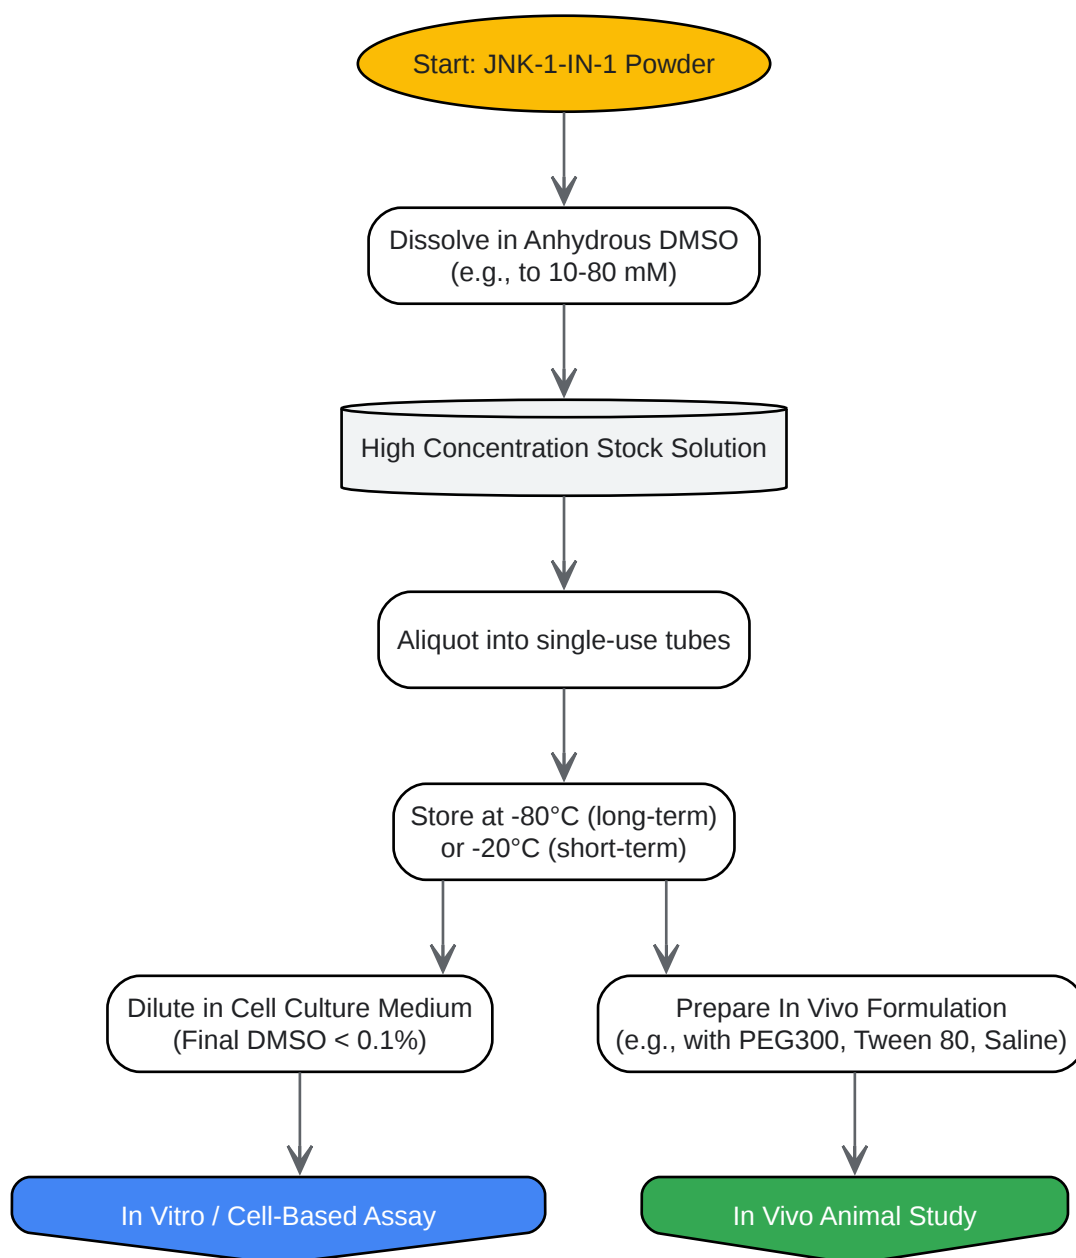 Start: JNK-1-IN-1 Powder
Dissolve in Anhydrous DMSO
(e.g., to 10-80 mM)
High Concentration Stock Solution
Aliquot into single-use tubes
Store at -80°C (long-term)
or -20°C (short-term)
Dilute in Cell Culture Medium
(Final DMSO < 0.1%)
Prepare In Vivo Formulation
(e.g., with PEG300, Tween 80, Saline)
In Vitro / Cell-Based Assay
In Vivo Animal Study